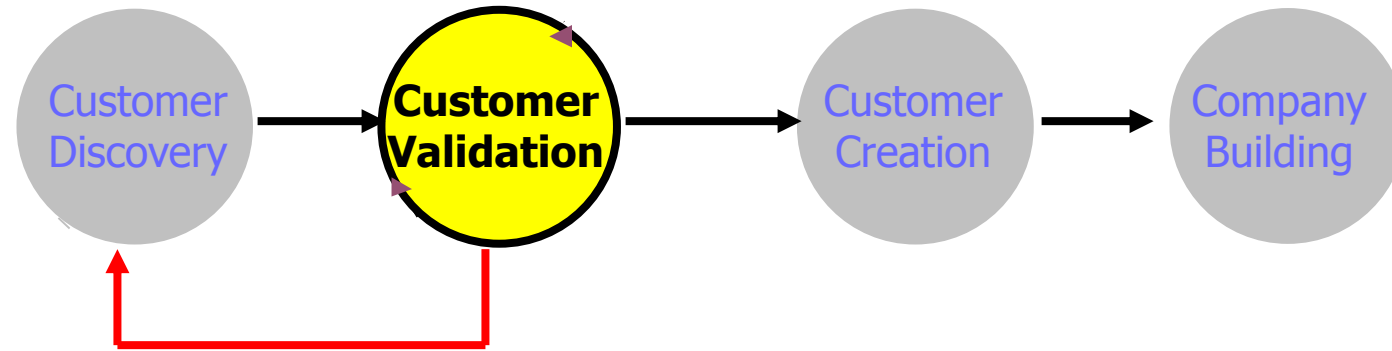 Customer
Discovery
Customer
Validation
Customer
Creation
Company
Building